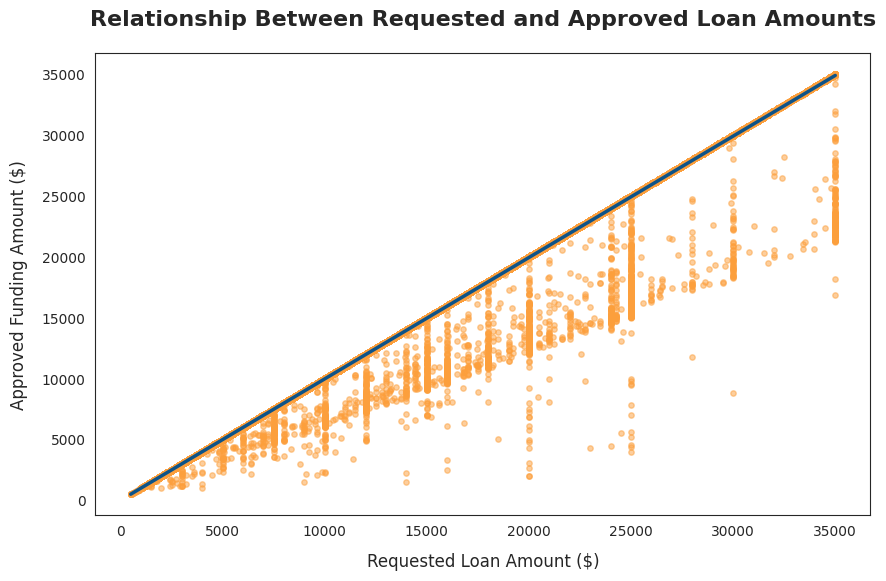 Relationship Between Requested and Approved Loan Amounts
Approved Funding Amount ($)
35000
30000
25000
20000
15000
10000
5000
0
0 5000 10000 15000 20000 25000 30000 35000
Requested Loan Amount ($)